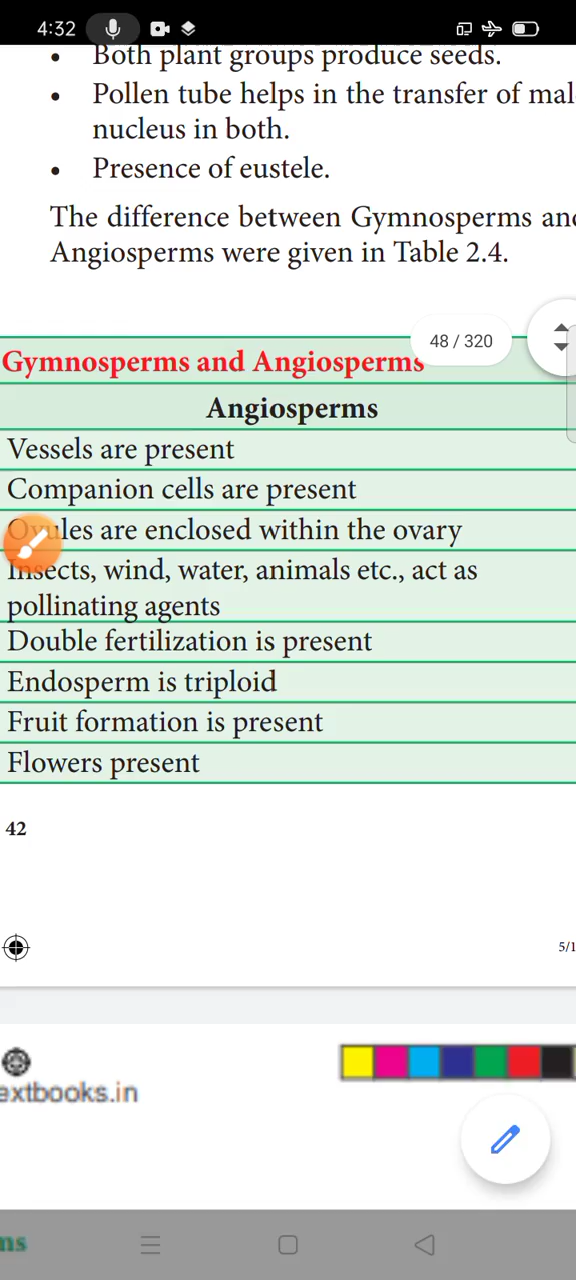 4:32
• Both plant groups produce seeds.
• Pollen tube helps in the transfer of mal
nucleus in both.
• Presence of eustele.
The difference between Gymnosperms and
Angiosperms were given in Table 2.4.
48 / 320
Gymnosperms and Angiosperms
Angiosperms
Vessels are present
Companion cells are present
Ovules are enclosed within the ovary
Insects, wind, water, animals etc., act as
pollinating agents
Double fertilization is present
Endosperm is triploid
Fruit formation is present
Flowers present
42
5/1
extbooks.in
ns